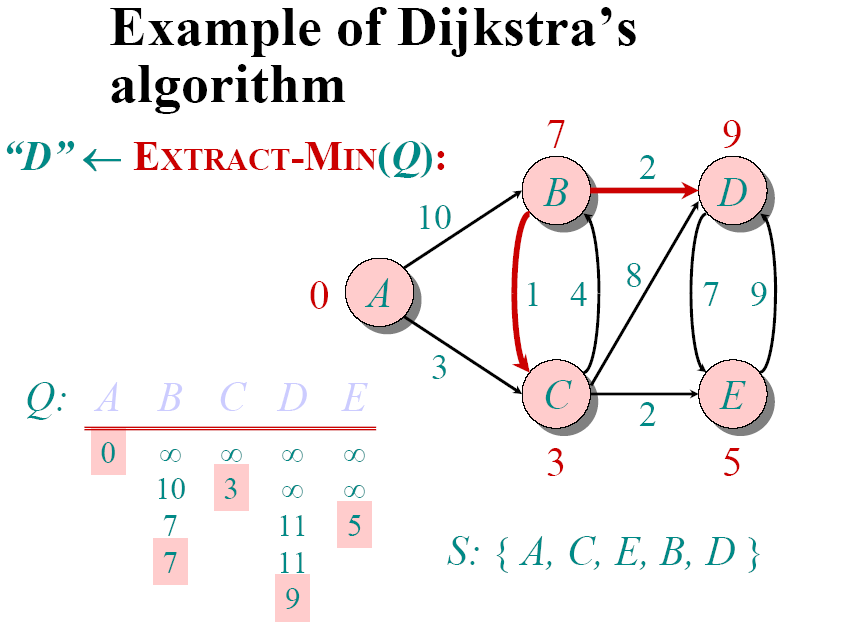 Example of Dijkstra’s
algorithm
“D” ← EXTRACT-MIN(Q):
7
9
B
2
D
10
A
0
1
4
8
7
9
3
C
2
E
3
5
Q: A B C D E
0 ∞ ∞ ∞ ∞
10 3 ∞ ∞
7 11 5
7 11
9
S: { A, C, E, B, D }